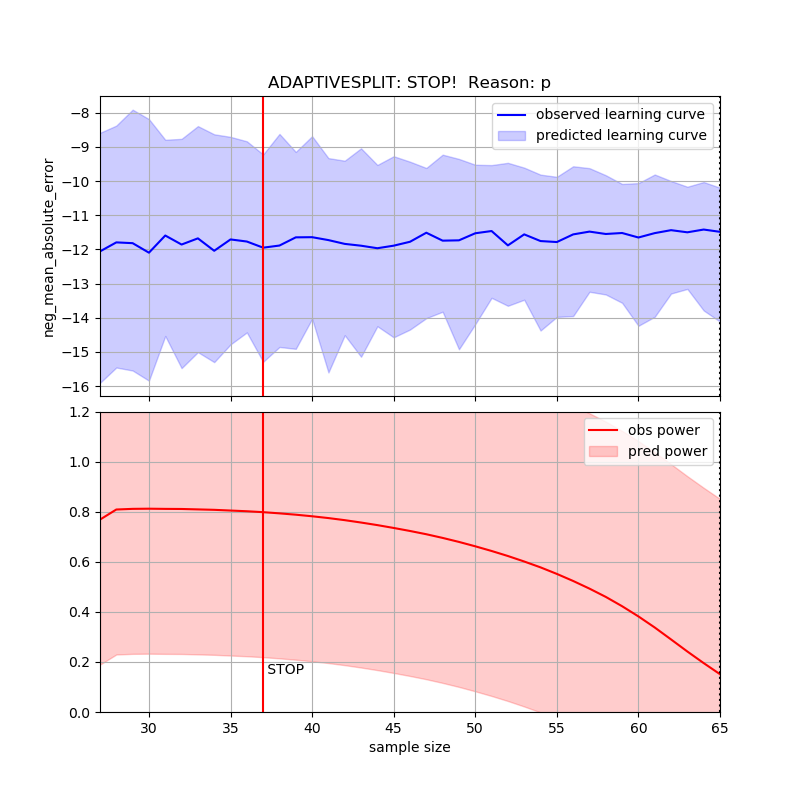 ADAPTIVESPLIT: STOP!  Reason: p
neg_mean_absolute_error
−8
−9
−10
−11
−12
−13
−14
−15
−16
observed learning curve
predicted learning curve
1.2
1.0
0.8
0.6
0.4
0.2
0.0
obs power
pred power
STOP
30 35 40 45 50 55 60 65
sample size